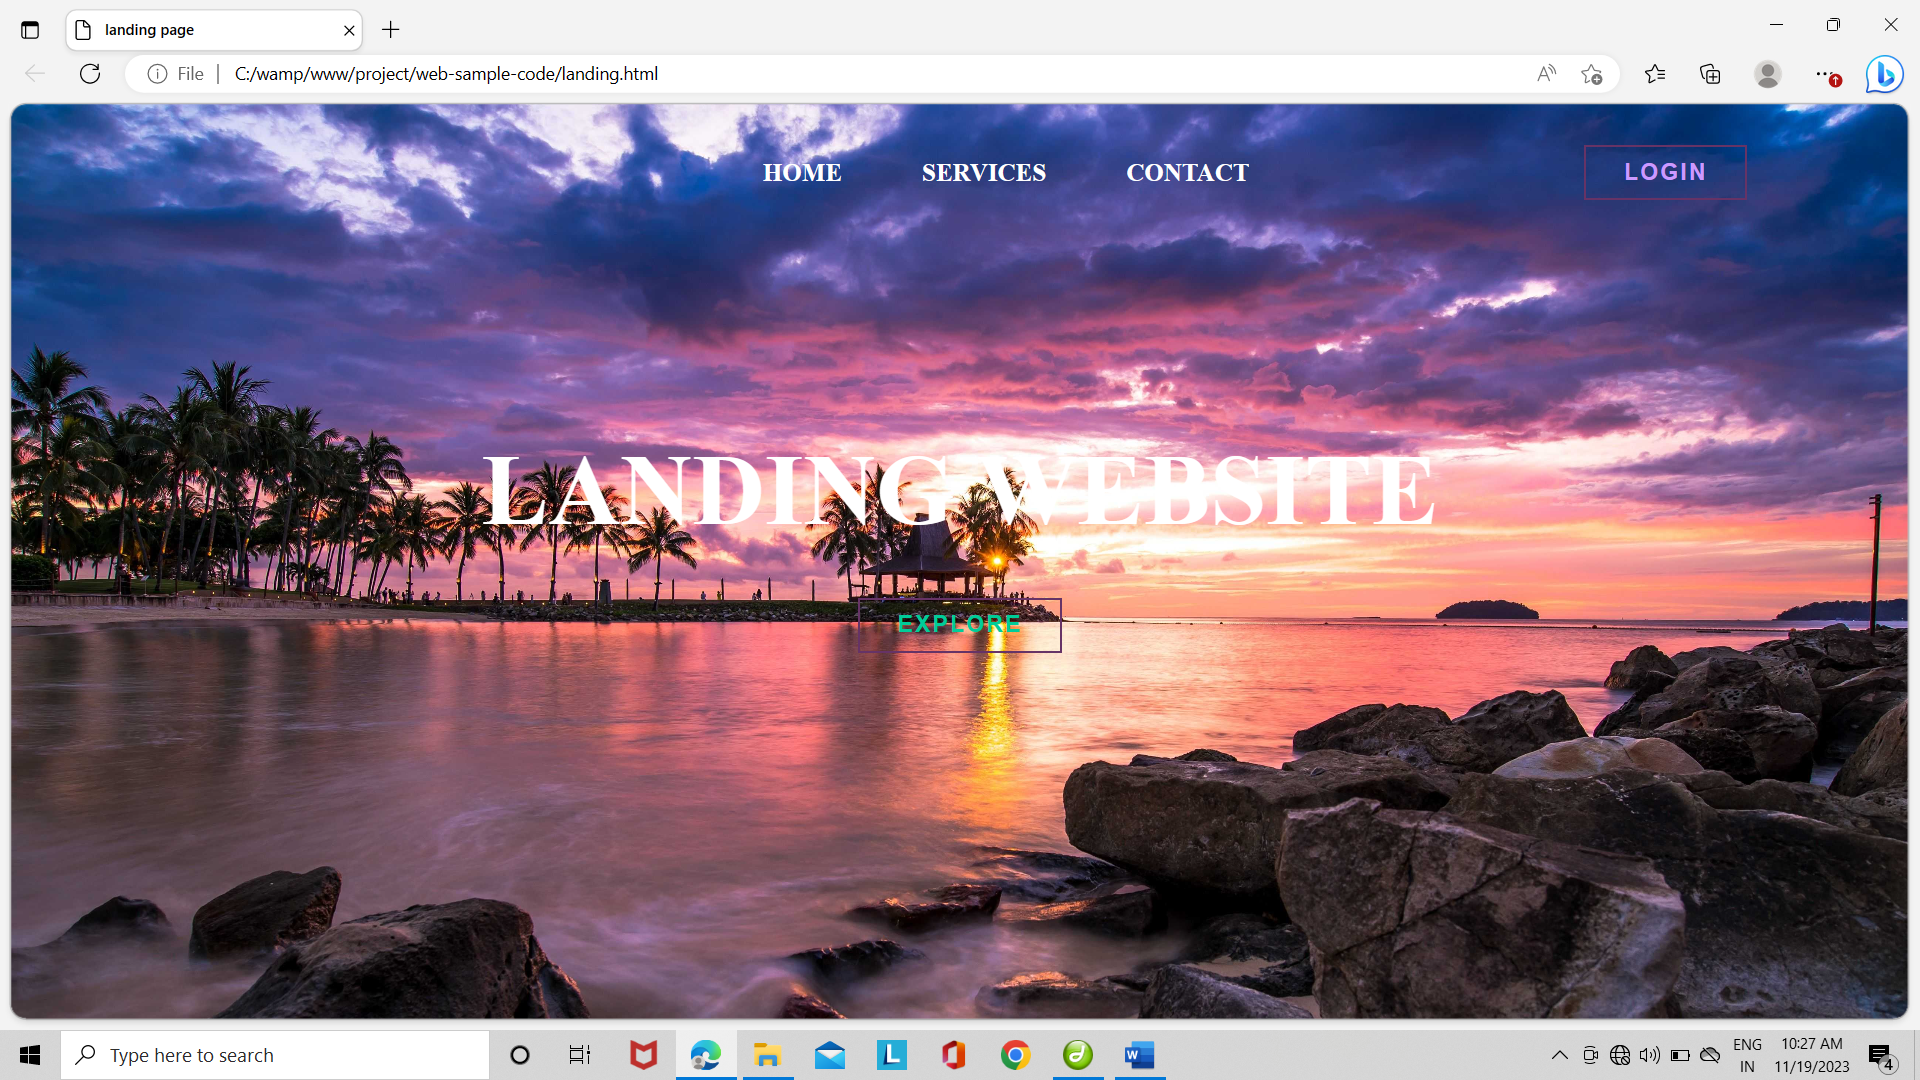 landing page
File
C:/wamp/www/project/web-sample-code/landing.html
HOME SERVICES CONTACT LOGIN
LANDING WEBSITE
EXPLORE
Type here to search
L
W
ENG
IN
10:27 AM
11/19/2023
4